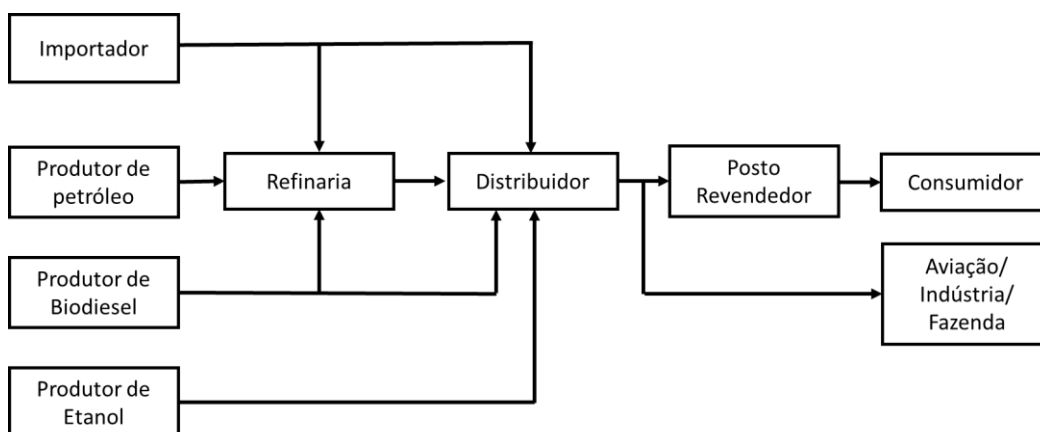 Importador
Produtor de
petróleo
Refinaria
Distribuidor
Posto
Revendedor
Consumidor
Produtor de
Biodiesel
Aviação/
Indústria/
Fazenda
Produtor de
Etanol